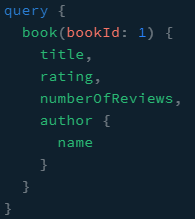 query {
  book(bookId: 1) {
    title,
    rating,
    numberOfReviews,
    author {
      name
    }
  }
}